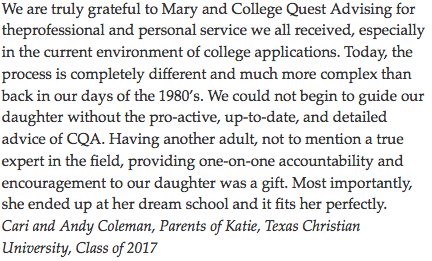 We are truly grateful to Mary and College Quest Advising for
theprofessional and personal service we all received, especially
in the current environment of college applications. Today, the
process is completely different and much more complex than
back in our days of the 1980’s. We could not begin to guide our
daughter without the pro-active, up-to-date, and detailed
advice of CQA. Having another adult, not to mention a true
expert in the field, providing one-on-one accountability and
encouragement to our daughter was a gift. Most importantly,
she ended up at her dream school and it fits her perfectly.
Cari and Andy Coleman, Parents of Katie, Texas Christian
University, Class of 2017